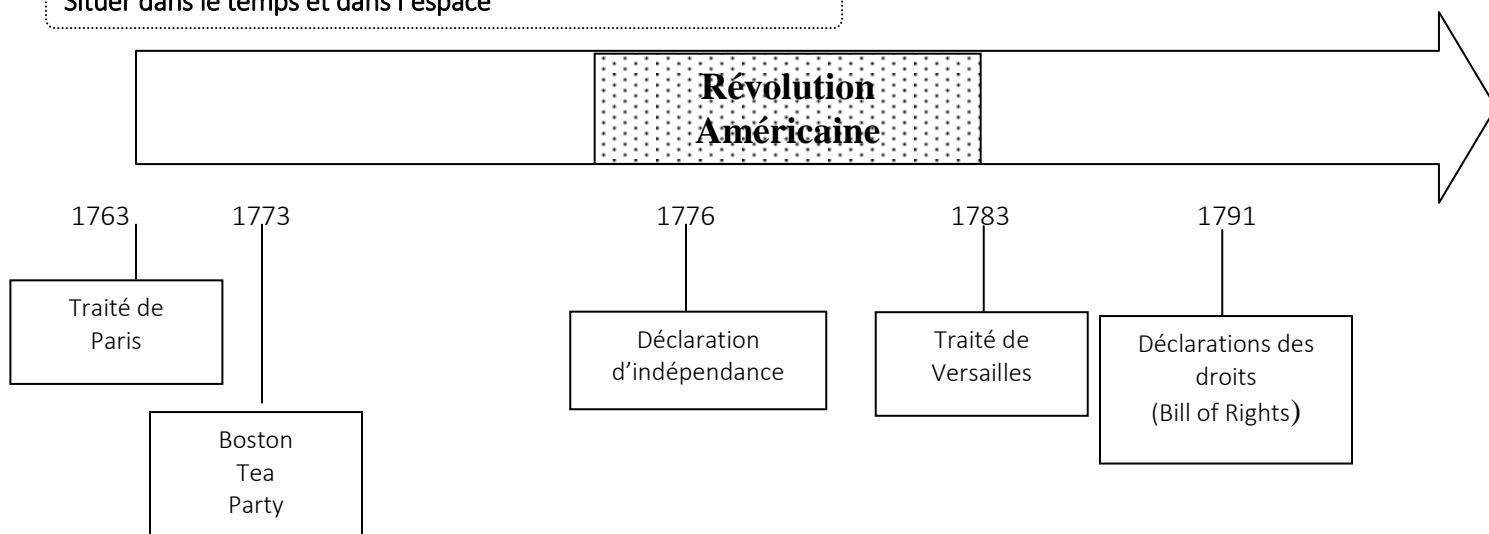 Situer dans le temps et dans l'espace
Révolution
Américaine
1763
1773
1776
1783
1791
Traité de
Paris
Boston
Tea
Party
Déclaration
d'indépendance
Traité de
Versailles
Déclarations des
droits
(Bill of Rights)